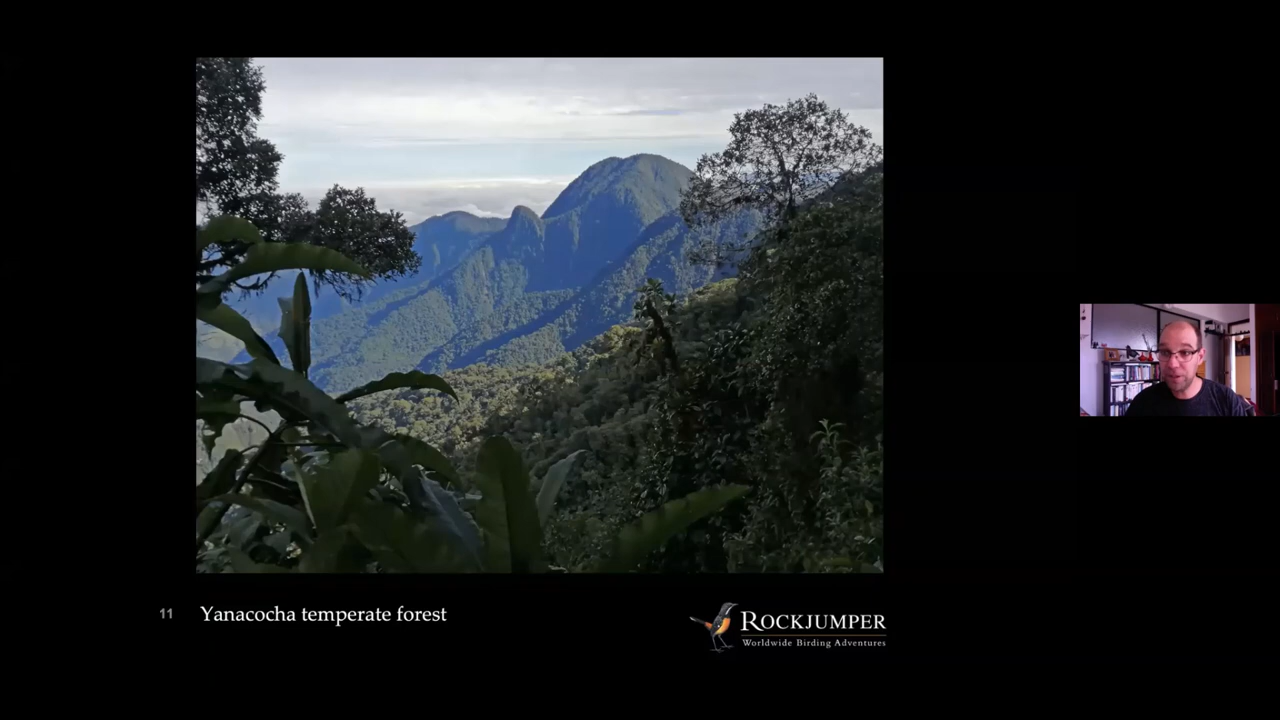 11 Yanacocha temperate forest
ROCKJUMPER
Worldwide Birding Adventures